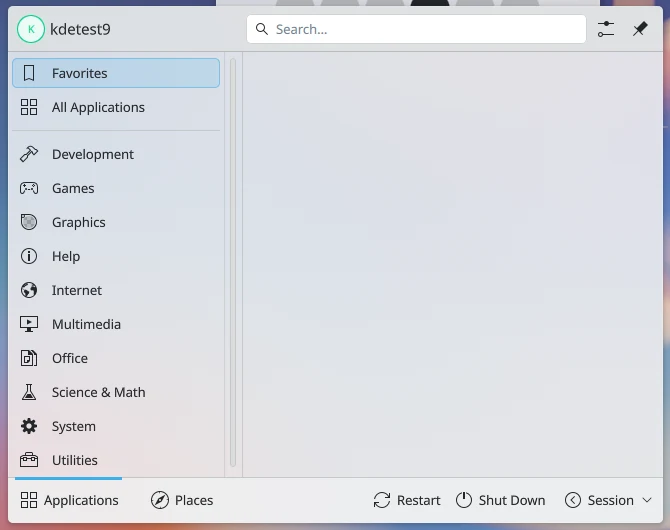 K kdetest9
Search...
Favorites
All Applications
Development
Games
Graphics
Help
Internet
Multimedia
Office
Science & Math
System
Utilities
Applications Places Restart Shut Down Session